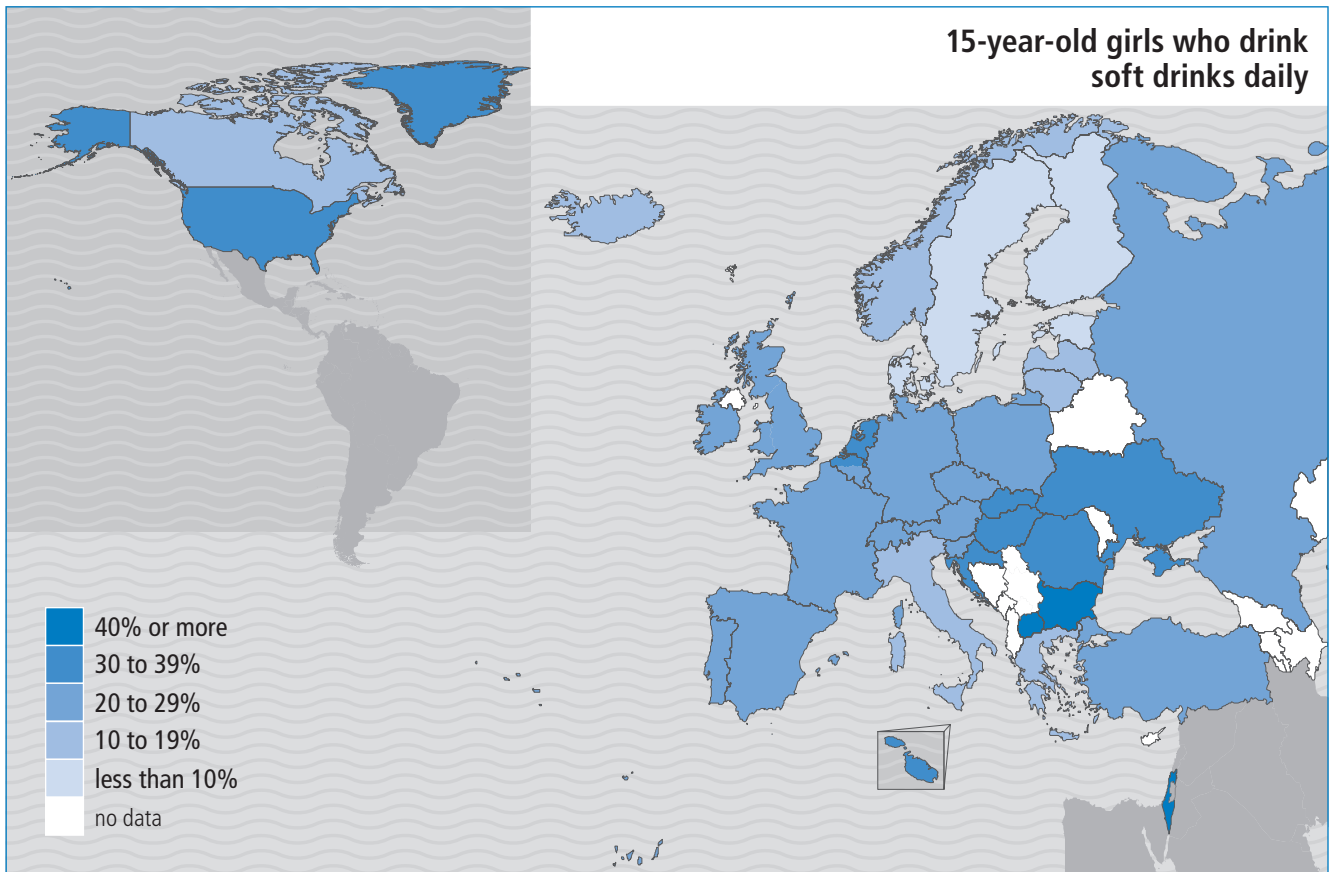 15-year-old girls who drink
soft drinks daily
40% or more
30 to 39%
20 to 29%
10 to 19%
less than 10%
no data